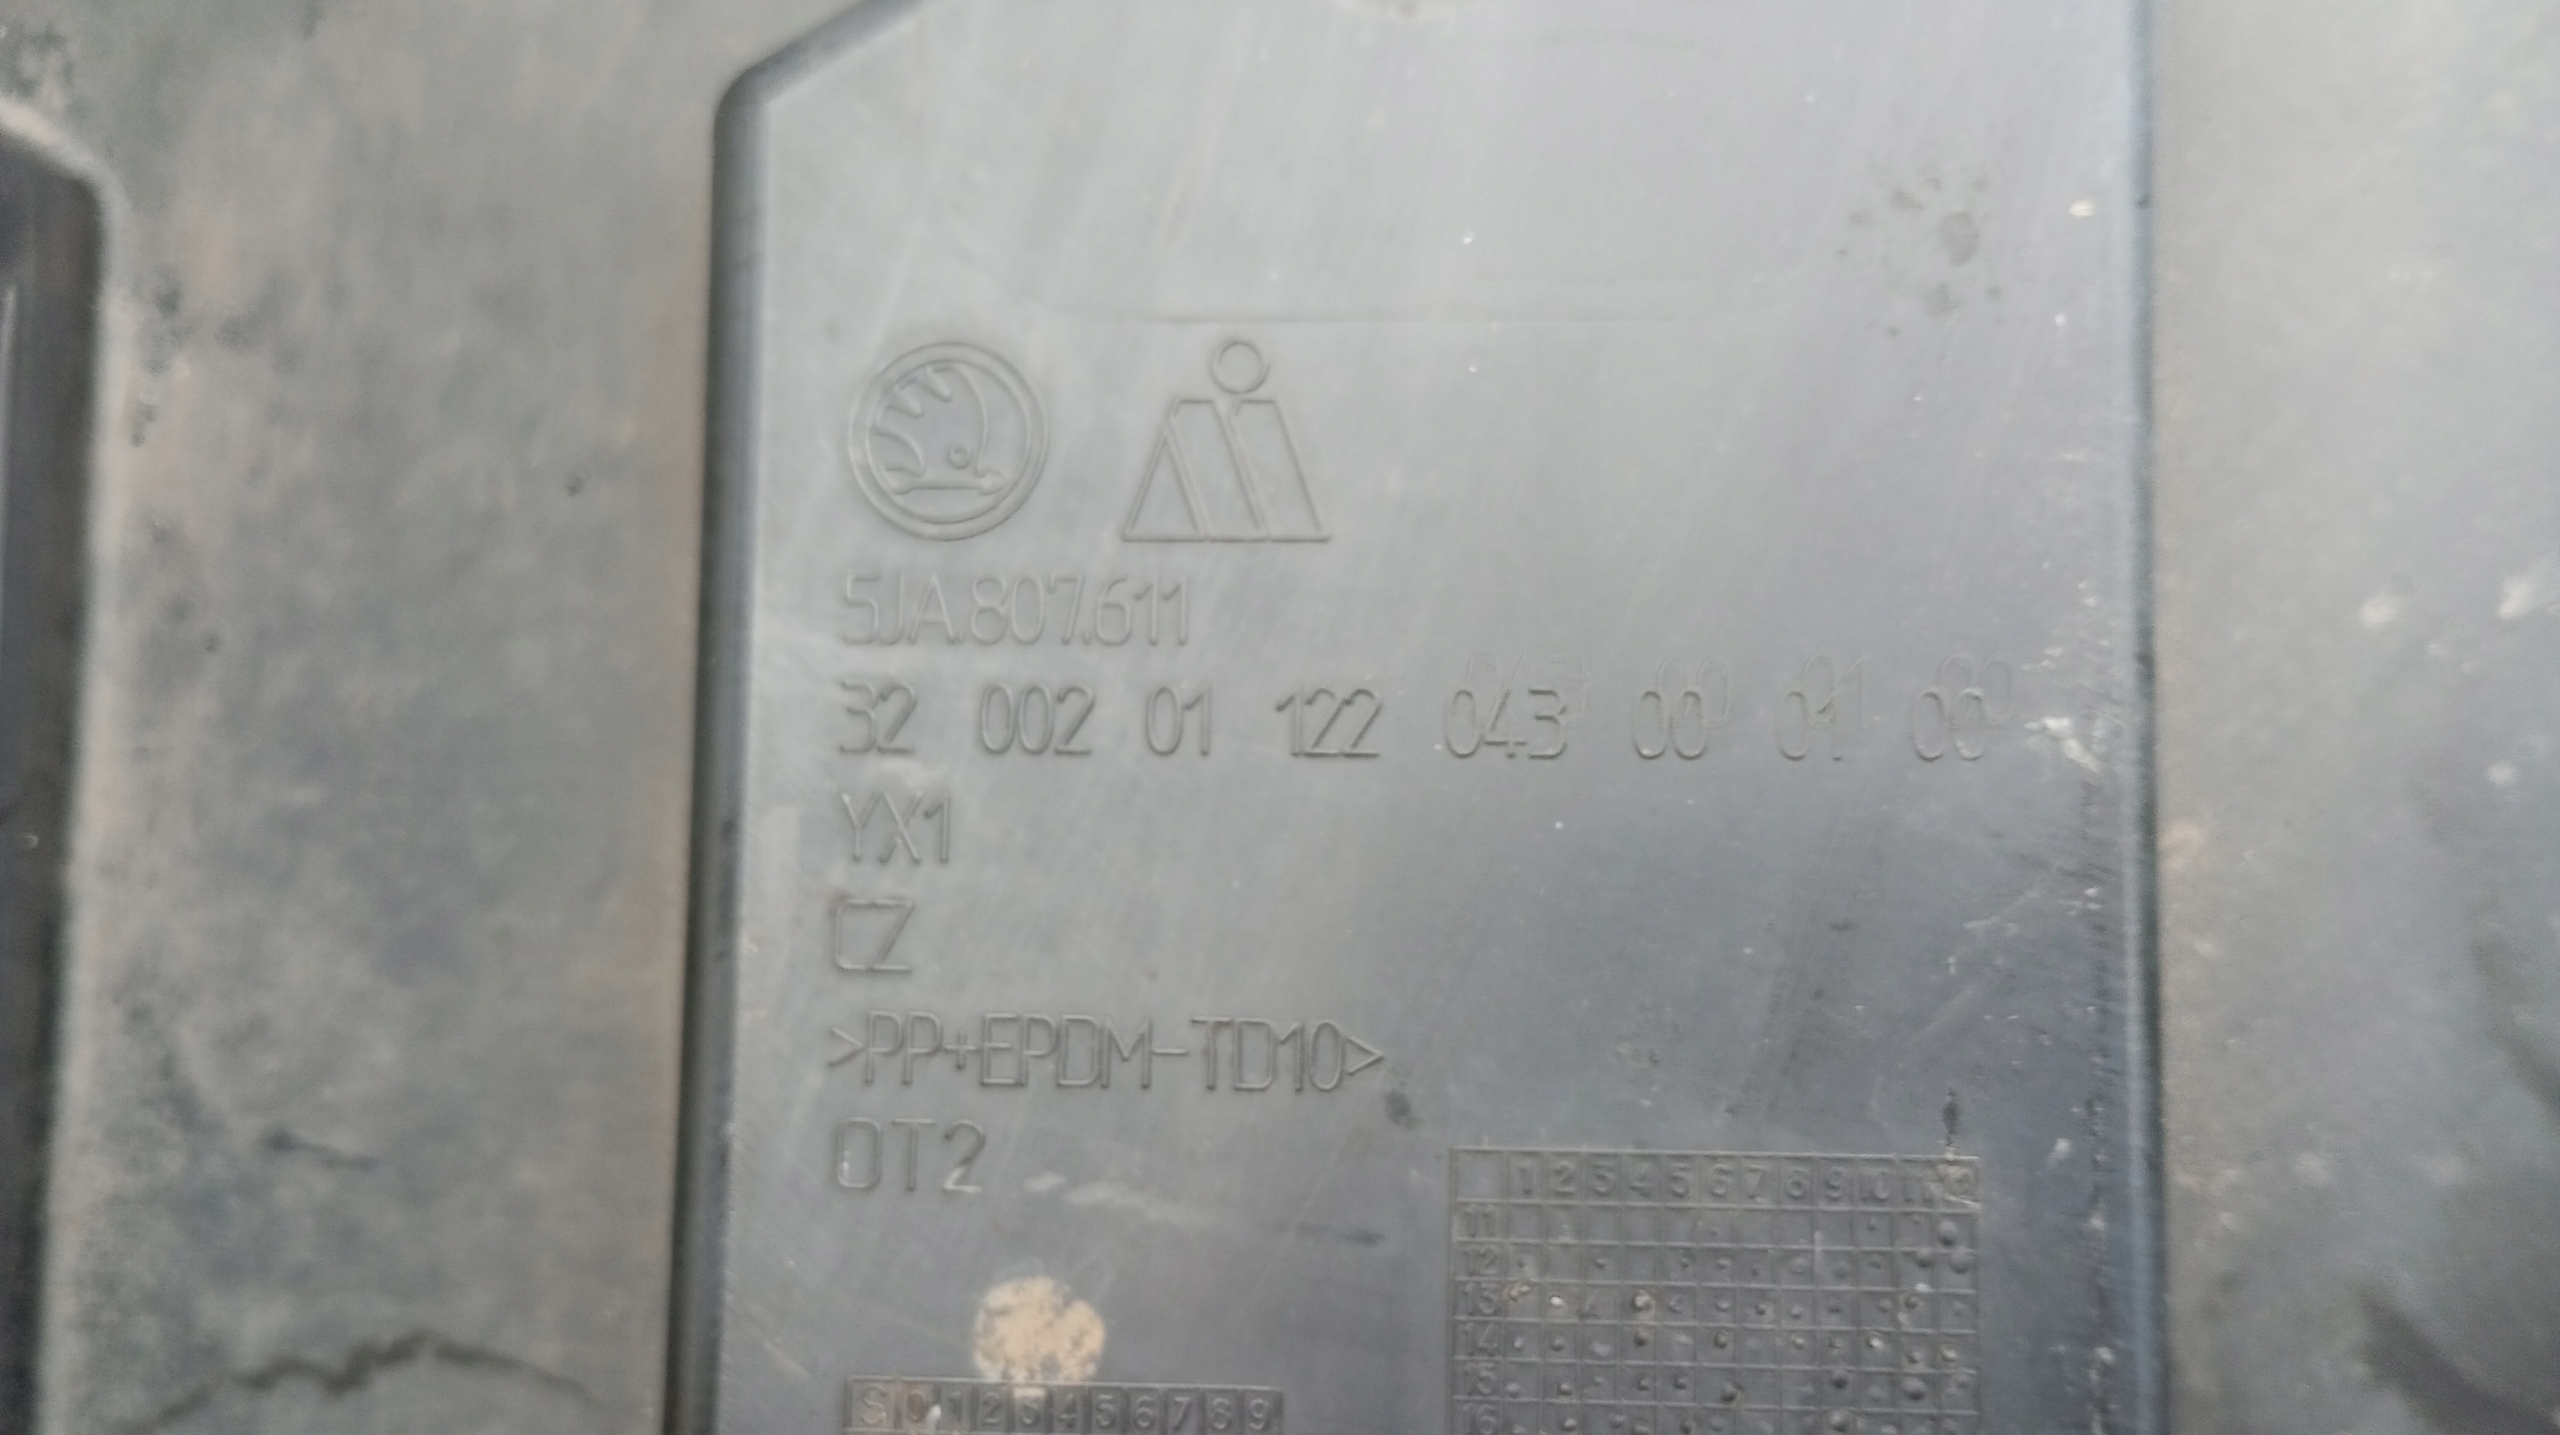 5JA.807.611
32 002 01 122 043 00 01 00
YX1
CZ
>PP+EPDM-TD10>
OT2
1 2 3 4 5 6 7 8 9 10 11 12
11
12
13
14
15
16
S 0 1 2 3 4 5 6 7 8 9